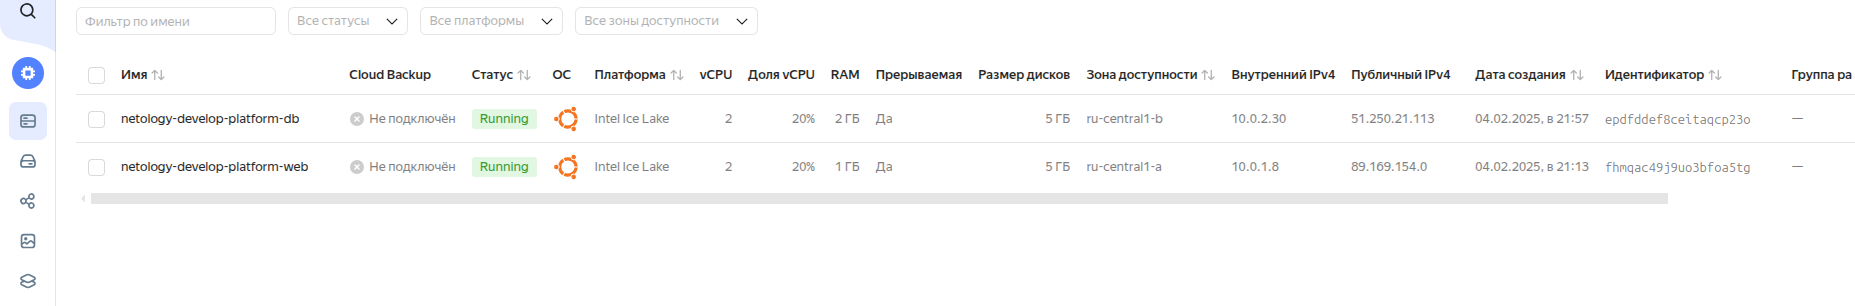 Фильтр по имени Все статусы Все платформы Все зоны доступности
Имя Cloud Backup Статус ОС Платформа vCPU Доля vCPU RAM Прерываемая Размер дисков Зона доступности Внутренний IPv4 Публичный IPv4 Дата создания Идентификатор Группа ра
netology-develop-platform-db Не подключён Running Intel Ice Lake 2 20% 2 ГБ Да 5 ГБ ru-central1-b 10.0.2.30 51.250.21.113 04.02.2025, в 21:57 epdfddef8ceitaqcp23o —
netology-develop-platform-web Не подключён Running Intel Ice Lake 2 20% 1 ГБ Да 5 ГБ ru-central1-a 10.0.1.8 89.169.154.0 04.02.2025, в 21:13 fhmqac49j9uo3bfoa5tg —